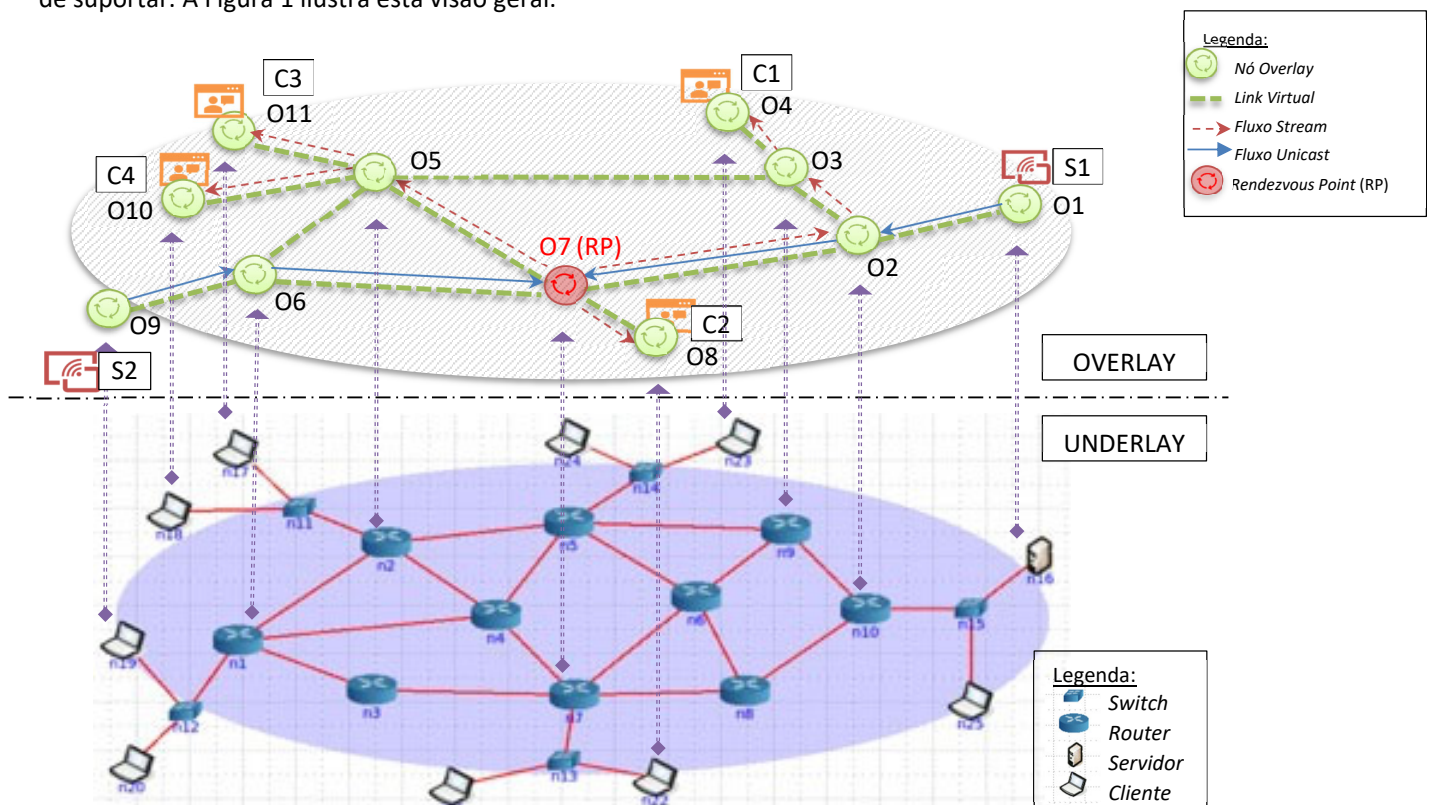 de suportar. A Figura 1 ilustra esta visão geral.
Legenda:
Nó Overlay
Link Virtual
Fluxo Stream
Fluxo Unicast
Rendezvous Point (RP)
C3
O11
C1
O4
C4
O10
O5
O3
S1
O1
O7 (RP)
O2
O6
O9
C2
O8
S2
OVERLAY
UNDERLAY
n17
n24
n23
n14
n18
n11
n5
n9
n2
n16
n6
n4
n10
n15
n19
n1
n3
n7
n8
n25
n12
n13
n20
n22
Legenda:
Switch
Router
Servidor
Cliente